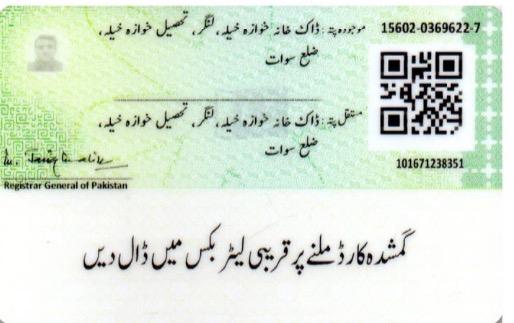 موجودہ پتہ: ڈاک خانہ خوازہ خیلہ، لنگر، تحصیل خوازہ خیلہ، 15602-0369622-7
ضلع سوات
مستقل پتہ: ڈاک خانہ خوازہ خیلہ، لنگر، تحصیل خوازہ خیلہ،
ضلع سوات
101671238351
Registrar General of Pakistan
گمشدہ کارڈ ملنے پر قریبی لیٹر بکس میں ڈال دیں